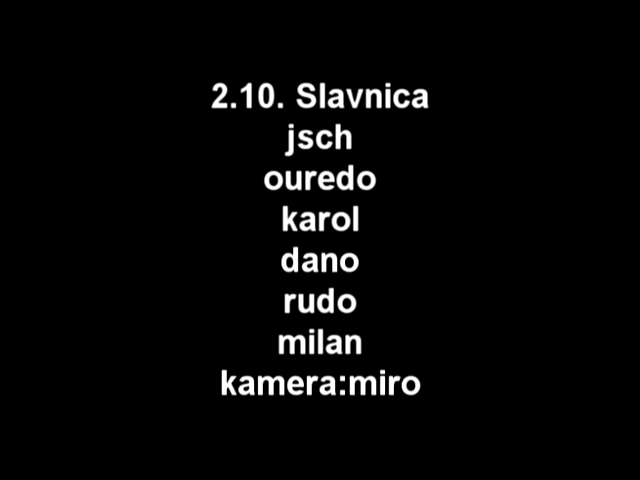 2.10. Slavnica
jsch
ouredo
karol
dano
rudo
milan
kamera:miro